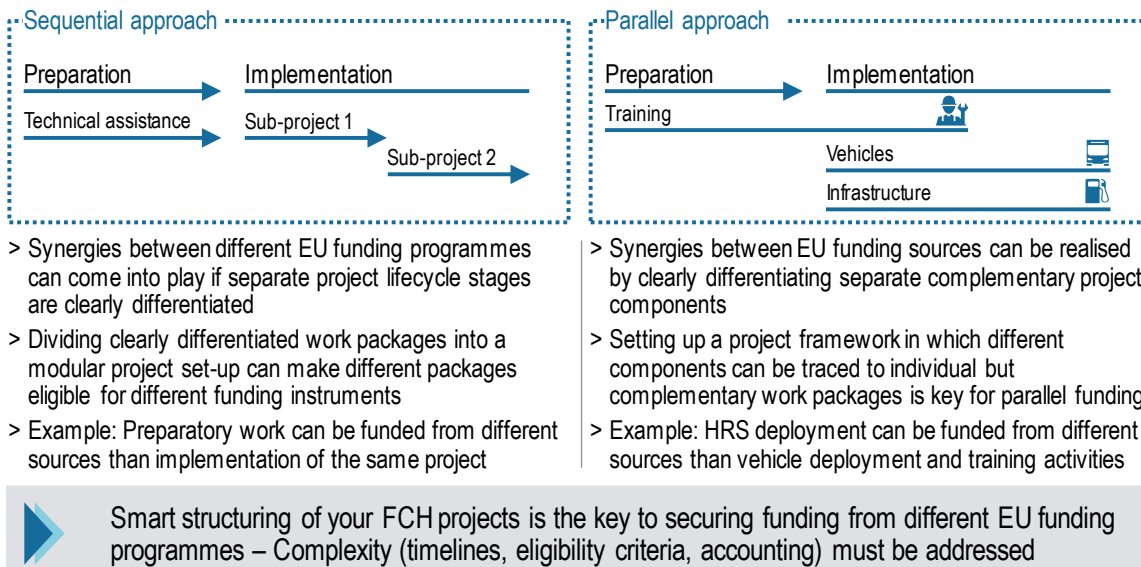 Sequential approach
Preparation
Implementation
Technical assistance
Sub-project 1
Sub-project 2
> Synergies between different EU funding programmes
can come into play if separate project lifecycle stages
are clearly differentiated
> Dividing clearly differentiated work packages into a
modular project set-up can make different packages
eligible for different funding instruments
> Example: Preparatory work can be funded from different
sources than implementation of the same project
Parallel approach
Preparation
Implementation
Training
Vehicles
Infrastructure
> Synergies between EU funding sources can be realised
by clearly differentiating separate complementary project
components
> Setting up a project framework in which different
components can be traced to individual but
complementary work packages is key for parallel funding
> Example: HRS deployment can be funded from different
sources than vehicle deployment and training activities
Smart structuring of your FCH projects is the key to securing funding from different EU funding
programmes – Complexity (timelines, eligibility criteria, accounting) must be addressed